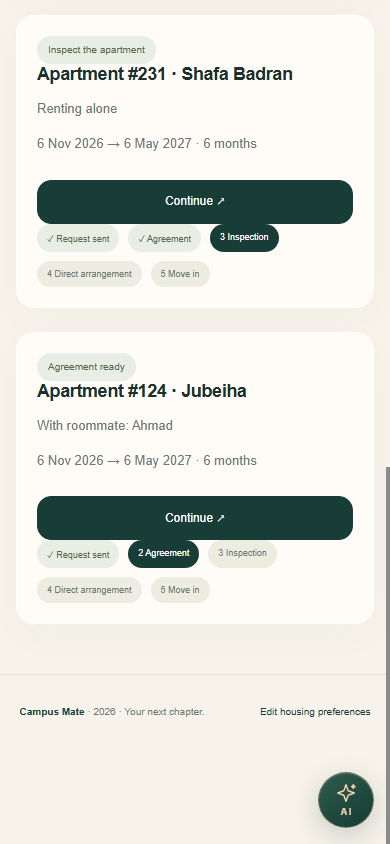 Inspect the apartment
Apartment #231 · Shafa Badran
Renting alone
6 Nov 2026 → 6 May 2027 · 6 months
Continue ↗
✓ Request sent ✓ Agreement 3 Inspection
4 Direct arrangement 5 Move in
Agreement ready
Apartment #124 · Jubeiha
With roommate: Ahmad
6 Nov 2026 → 6 May 2027 · 6 months
Continue ↗
✓ Request sent 2 Agreement 3 Inspection
4 Direct arrangement 5 Move in
Campus Mate · 2026 · Your next chapter. Edit housing preferences
AI